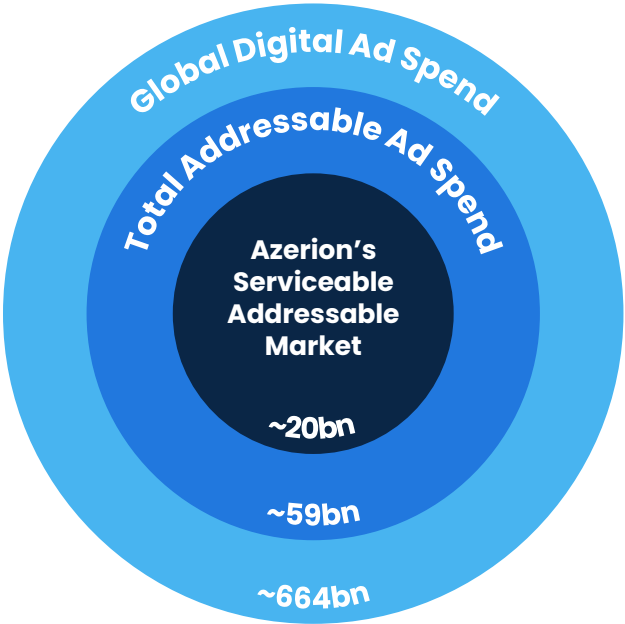 Global Digital Ad Spend
Total Addressable Ad Spend
Azerion’s
Serviceable
Addressable
Market
~20bn
~59bn
~664bn